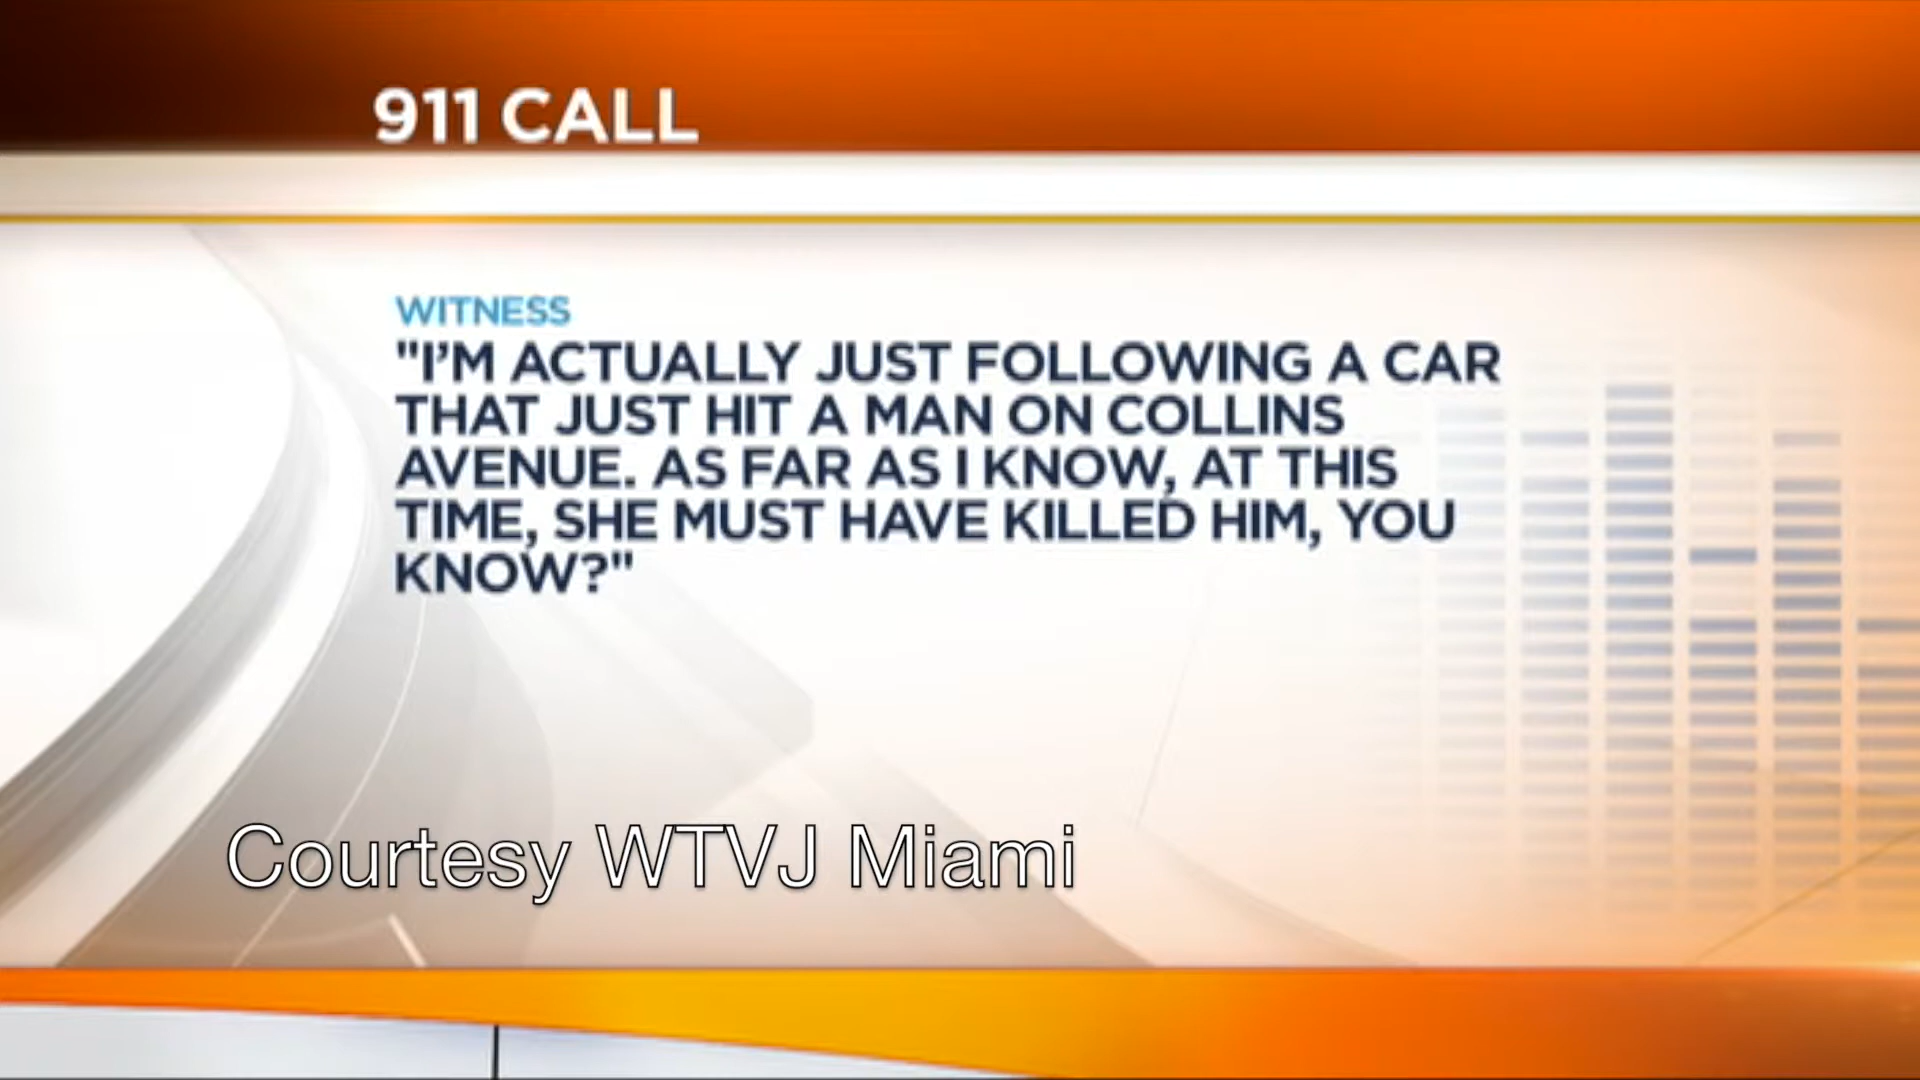 911 CALL
WITNESS
"I’M ACTUALLY JUST FOLLOWING A CAR
THAT JUST HIT A MAN ON COLLINS
AVENUE. AS FAR AS I KNOW, AT THIS
TIME, SHE MUST HAVE KILLED HIM, YOU
KNOW?"
Courtesy WTVJ Miami